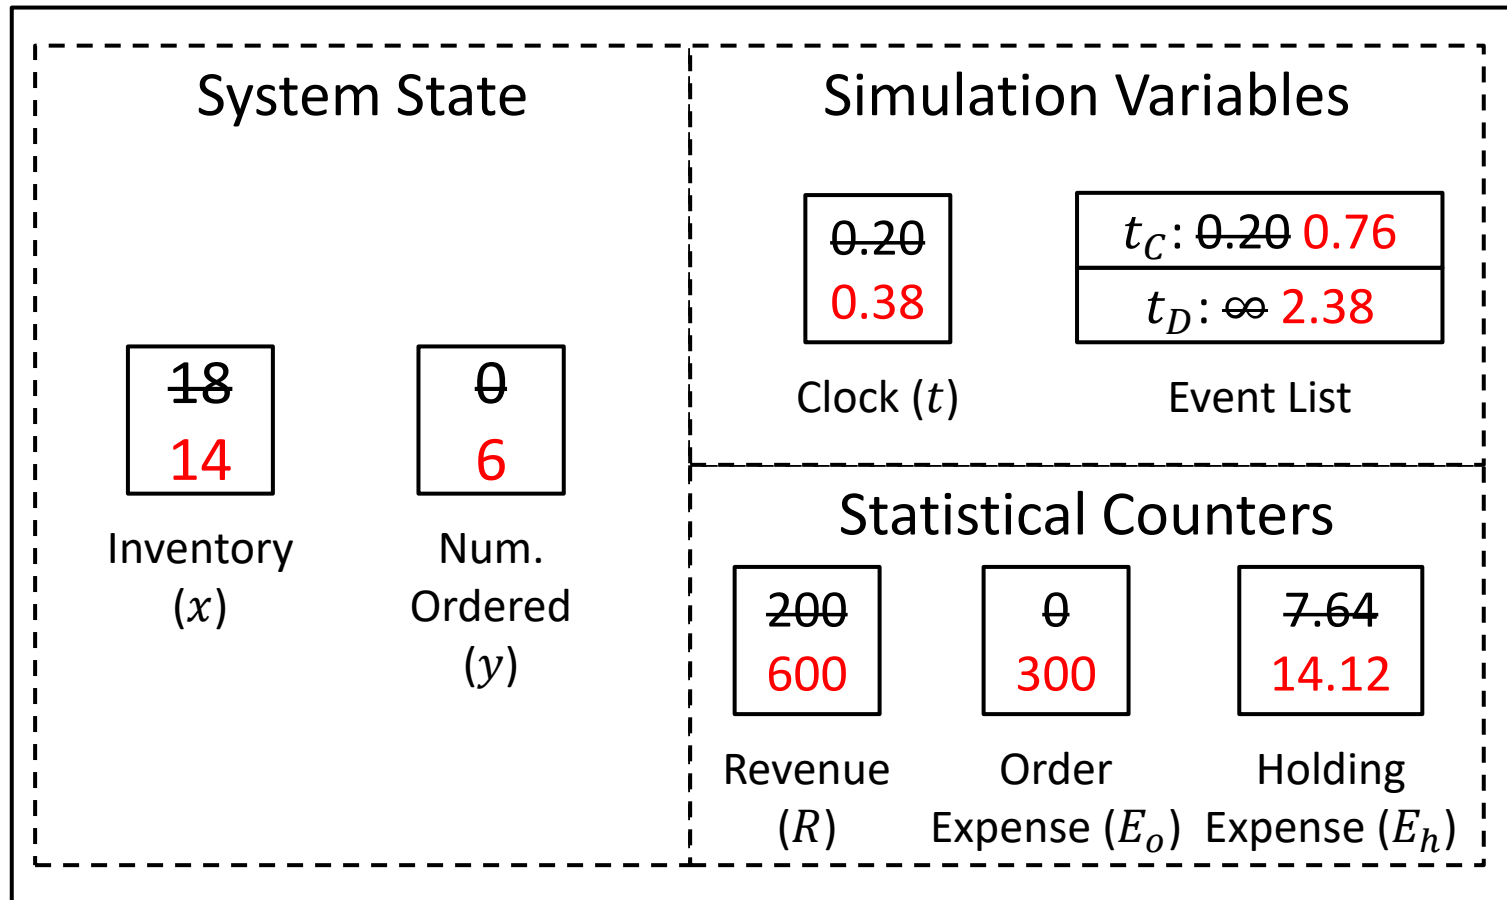 System State
18
14
Inventory
(x)
0
6
Num.
Ordered
(y)
Simulation Variables
0.20
0.38
Clock (t)
t_C: 0.20 0.76
t_D: ∞ 2.38
Event List
Statistical Counters
200
600
Revenue
(R)
0
300
Order
Expense (E_o)
7.64
14.12
Holding
Expense (E_h)